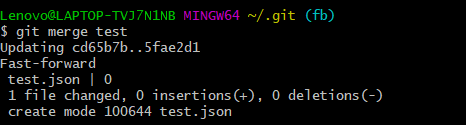 Lenovo@LAPTOP-TVJ7N1NB MINGW64 ~/.git (fb)
$ git merge test
Updating cd65b7b..5fae2d1
Fast-forward
 test.json | 0
 1 file changed, 0 insertions(+), 0 deletions(-)
 create mode 100644 test.json